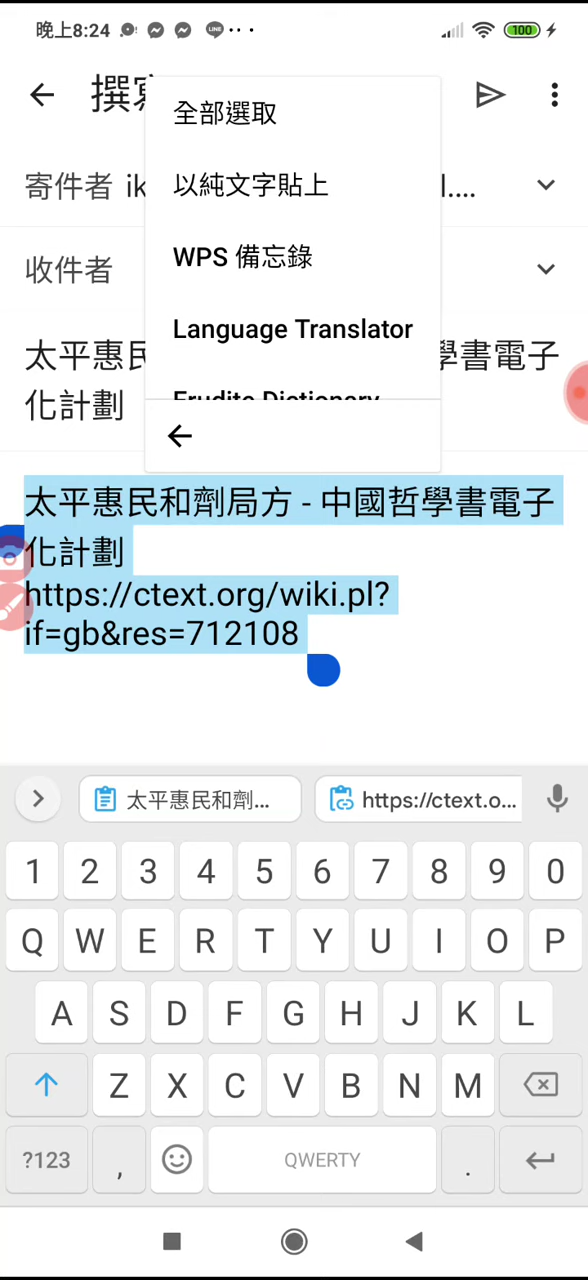 晚上8:24 LINE 100
撰寫
全部選取
以純文字貼上
寄件者 ik l....
WPS 備忘錄
收件者
Language Translator
太平惠民 學書電子
化計劃
Erudite Dictionary
太平惠民和劑局方 - 中國哲學書電子
化計劃
https://ctext.org/wiki.pl?
if=gb&res=712108
太平惠民和劑... https://ctext.o...
1 2 3 4 5 6 7 8 9 0
Q W E R T Y U I O P
A S D F G H J K L
Z X C V B N M
?123 , QWERTY .